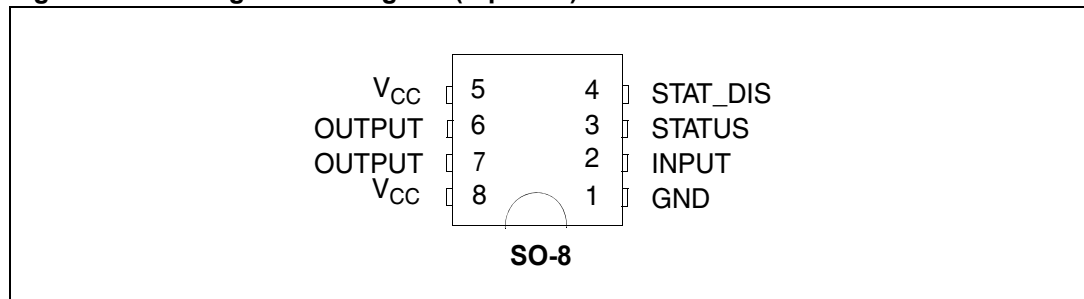 V_CC 5 4 STAT_DIS
OUTPUT 6 3 STATUS
OUTPUT 7 2 INPUT
V_CC 8 1 GND
SO-8